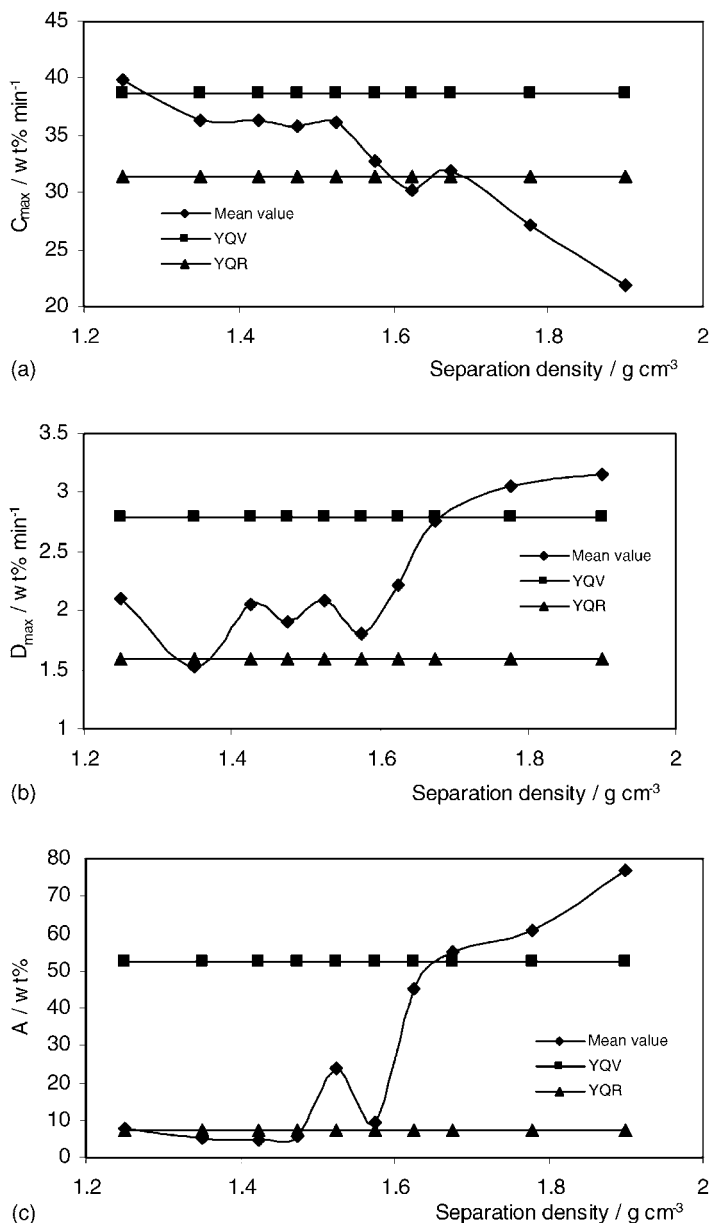 45
40
35
30
25
20
C_max / wt% min⁻¹
Mean value
YQV
YQR
1.2 1.4 1.6 1.8 2
(a) Separation density / g cm⁻³
3.5
3
2.5
2
1.5
1
D_max / wt% min⁻¹
Mean value
YQV
YQR
1.2 1.4 1.6 1.8 2
(b) Separation density / g cm⁻³
80
70
60
50
40
30
20
10
0
A / wt%
Mean value
YQV
YQR
1.2 1.4 1.6 1.8 2
(c) Separation density / g cm⁻³